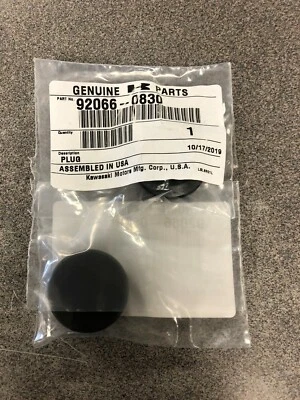 GENUINE K PARTS
PART No. 92066-0830
Quantity 1
10/17/2019
Description
PLUG
ASSEMBLED IN USA
Kawasaki Motors Mfg. Corp., U.S.A.